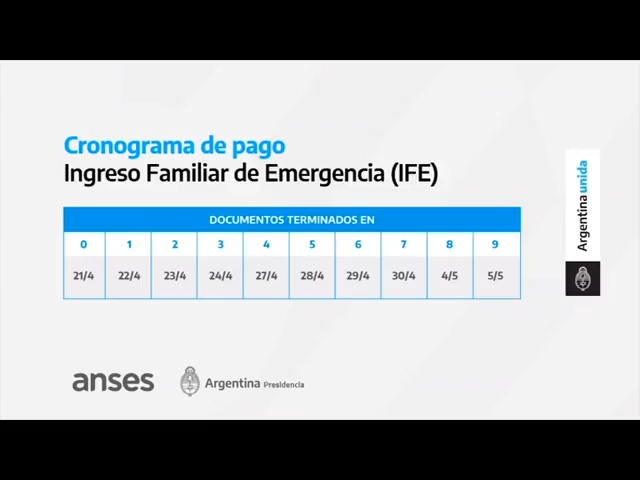 Cronograma de pago
Ingreso Familiar de Emergencia (IFE)
DOCUMENTOS TERMINADOS EN
0 1 2 3 4 5 6 7 8 9
21/4 22/4 23/4 24/4 27/4 28/4 29/4 30/4 4/5 5/5
Argentina unida
anses
Argentina Presidencia